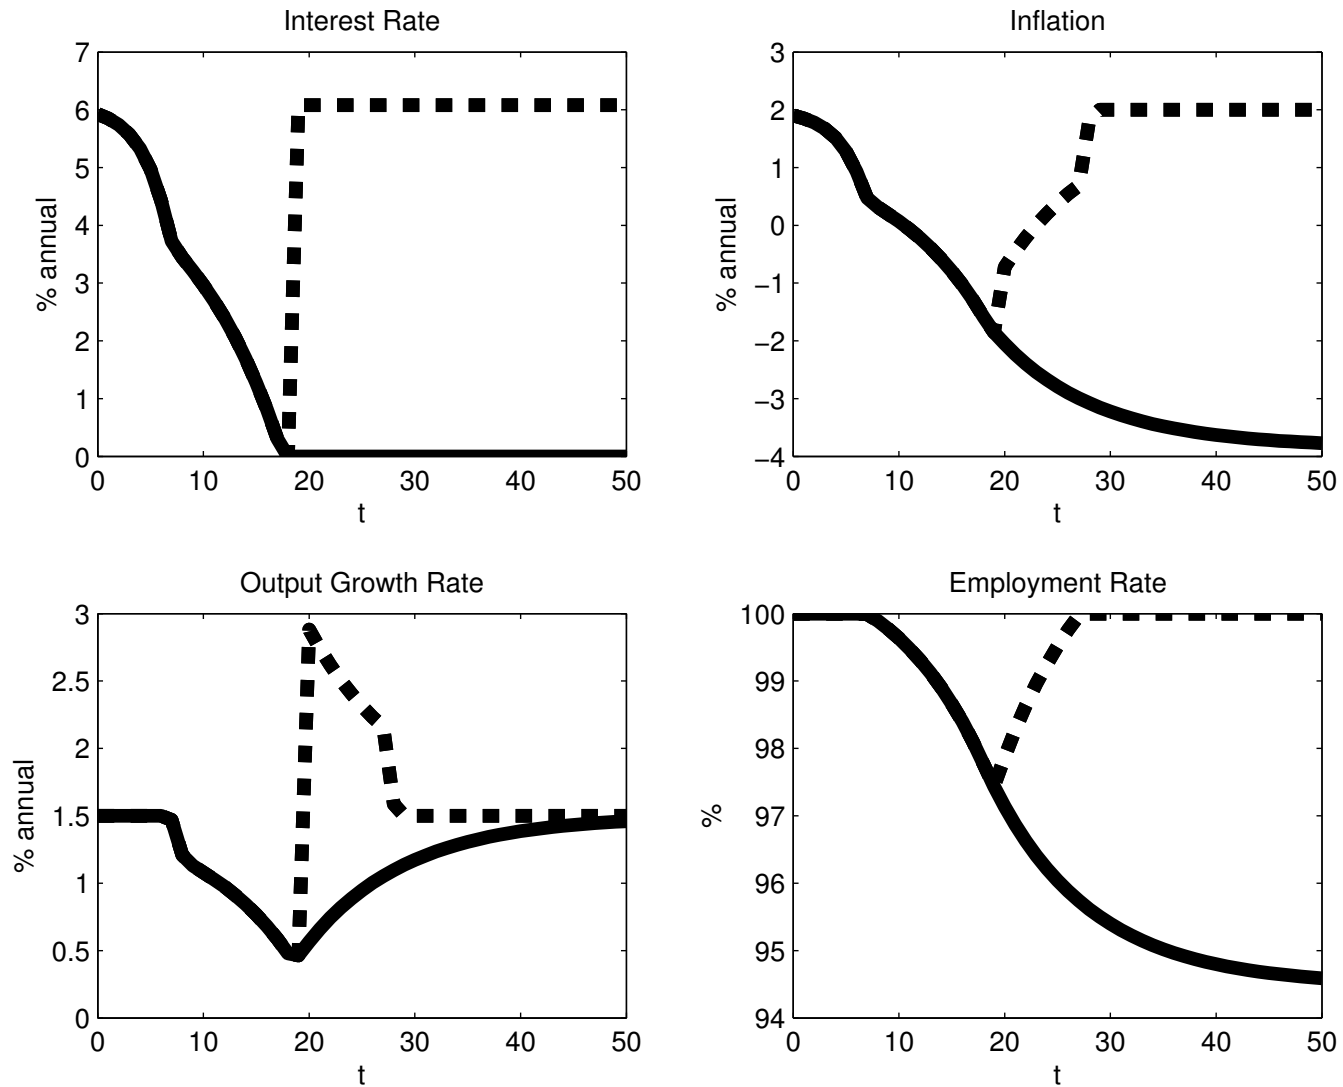 Interest Rate
7
6
5
4
3
2
1
0
% annual
0 10 20 30 40 50
t
Inflation
3
2
1
0
−1
−2
−3
−4
% annual
0 10 20 30 40 50
t
Output Growth Rate
3
2.5
2
1.5
1
0.5
0
% annual
0 10 20 30 40 50
t
Employment Rate
100
99
98
97
96
95
94
%
0 10 20 30 40 50
t